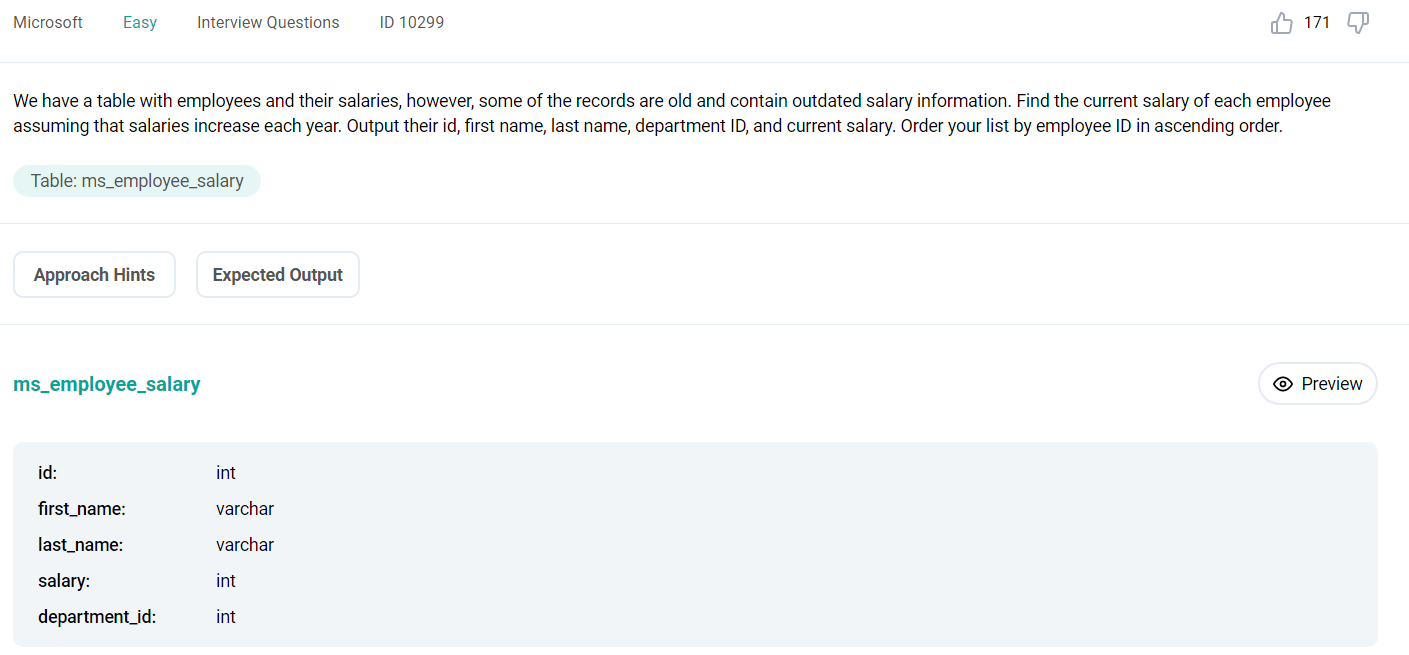 Microsoft Easy Interview Questions ID 10299 171
We have a table with employees and their salaries, however, some of the records are old and contain outdated salary information. Find the current salary of each employee
assuming that salaries increase each year. Output their id, first name, last name, department ID, and current salary. Order your list by employee ID in ascending order.
Table: ms_employee_salary
Approach Hints Expected Output
ms_employee_salary Preview
id: int
first_name: varchar
last_name: varchar
salary: int
department_id: int